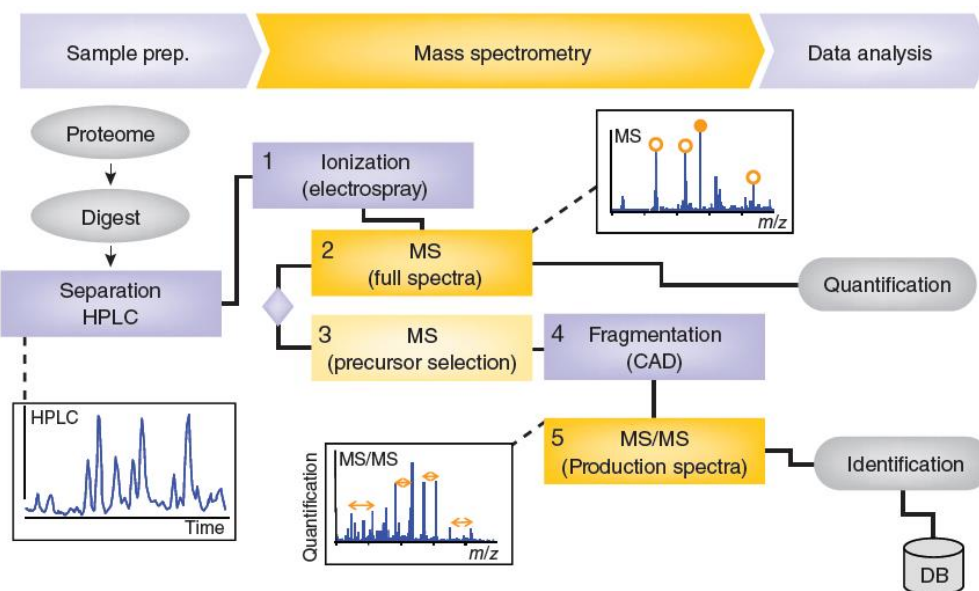 Sample prep.
Mass spectrometry
Data analysis
Proteome
Digest
Separation
HPLC
1
Ionization
(electrospray)
MS
m/z
2
MS
(full spectra)
Quantification
3
MS
(precursor selection)
4
Fragmentation
(CAD)
HPLC
Time
5
MS/MS
(Production spectra)
Identification
Quantification
MS/MS
m/z
DB